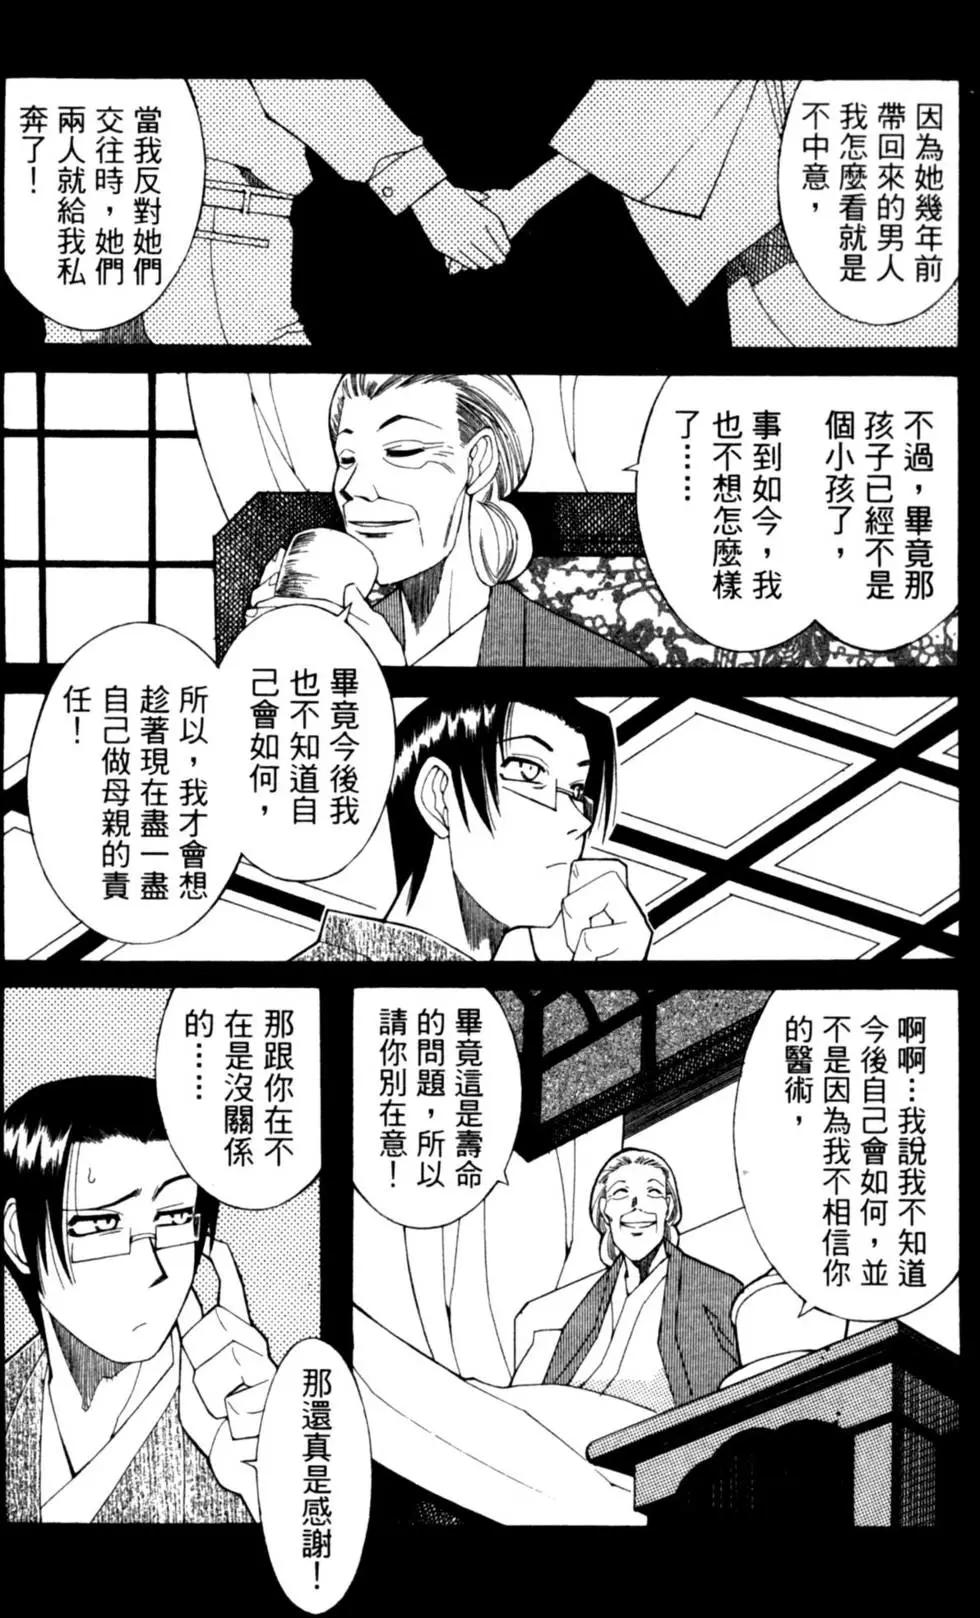 因為她幾年前
帶回來的男人
我怎麼看就是
不中意，
當我反對她們
交往時，她們
兩人就給我私
奔了！
不過，畢竟那
孩子已經不是
個小孩了，
事到如今，我
也不想怎麼樣
了……
畢竟今後我
也不知道自
己會如何，
所以，我才會想
趁著現在盡一盡
自己做母親的責
任！
啊啊…我說我不知道
今後自己會如何，並
不是因為我不相信你
的醫術，
畢竟這是壽命
的問題，所以
請你別在意！
那跟你在不
在是沒關係
的……
那還真是感謝！